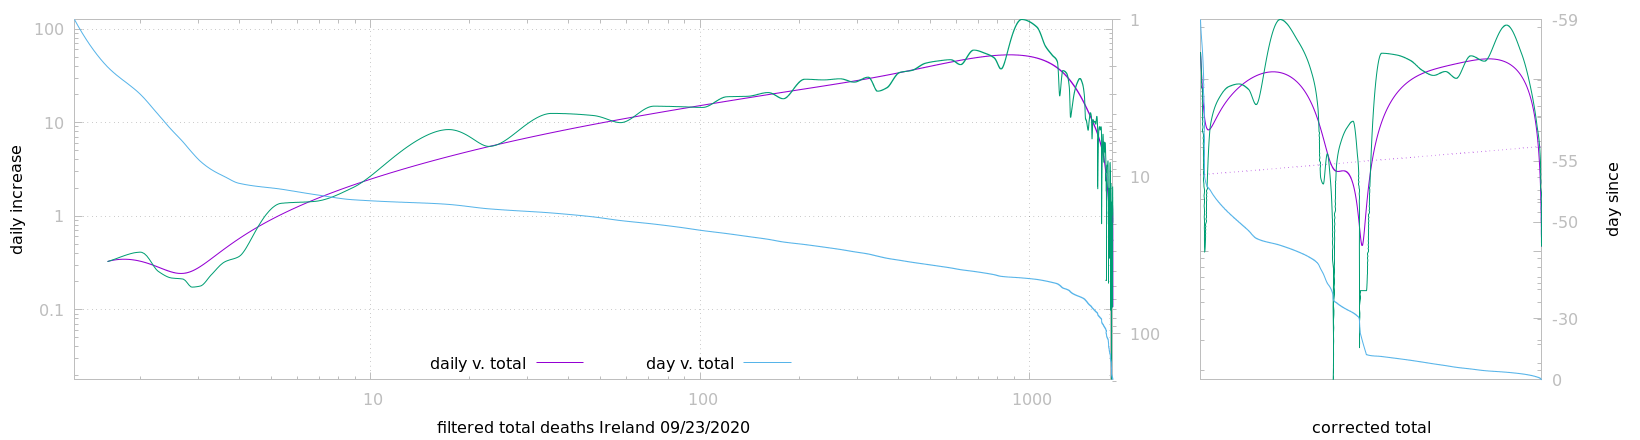 100
10
1
0.1
daily increase
daily v. total
day v. total
10
100
1000
filtered total deaths Ireland 09/23/2020
1
10
100
-59
-55
-50
-30
0
day since
corrected total